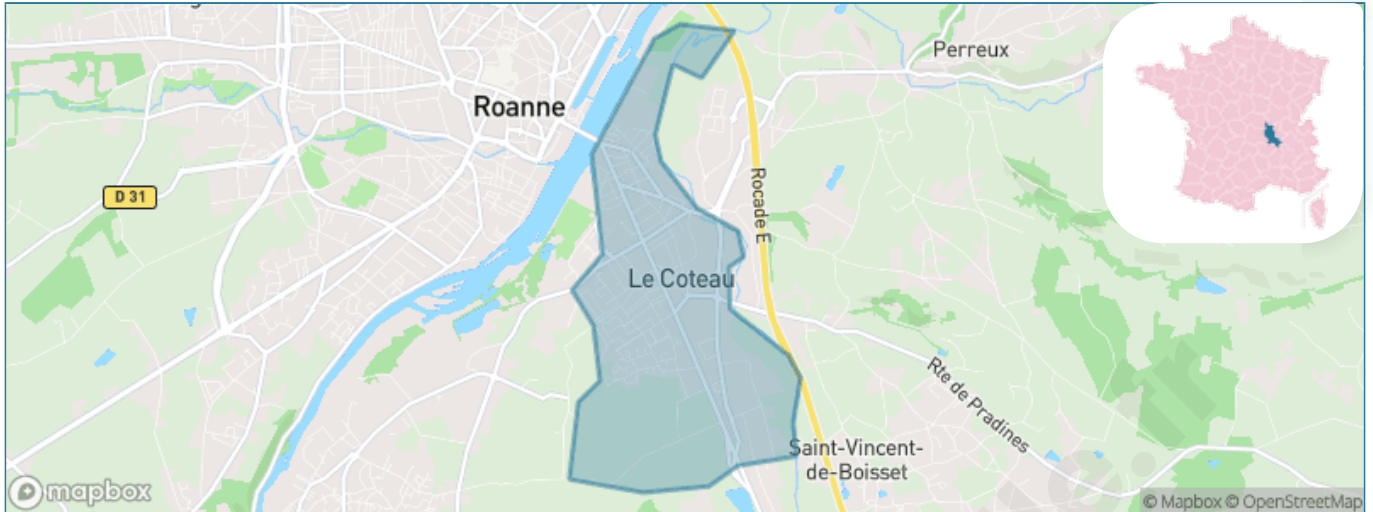 Perreux
Roanne
D 31
Rocade E
Le Coteau
Rte de Pradines
Saint-Vincent-
de-Boisset
mapbox
© Mapbox © OpenStreetMap